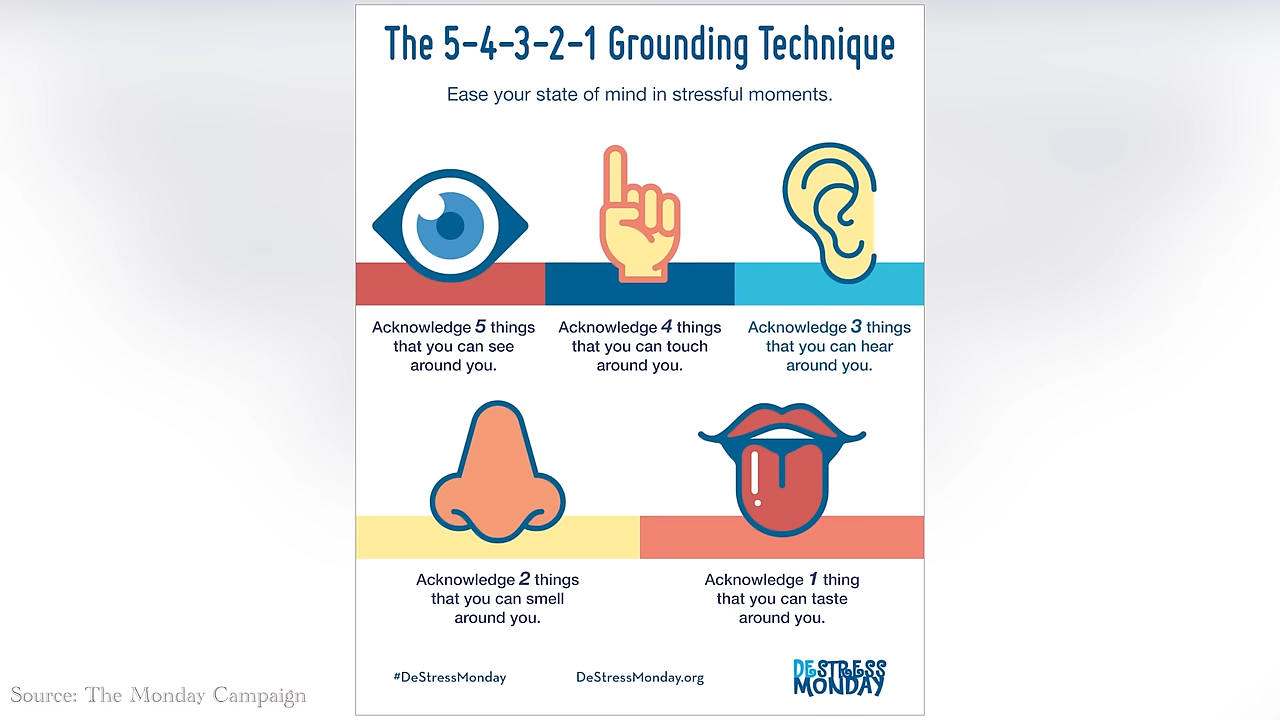 The 5-4-3-2-1 Grounding Technique
Ease your state of mind in stressful moments.
Acknowledge 5 things
that you can see
around you.
Acknowledge 4 things
that you can touch
around you.
Acknowledge 3 things
that you can hear
around you.
Acknowledge 2 things
that you can smell
around you.
Acknowledge 1 thing
that you can taste
around you.
#DeStressMonday
DeStressMonday.org
DESTRESS
MONDAY
Source: The Monday Campaign